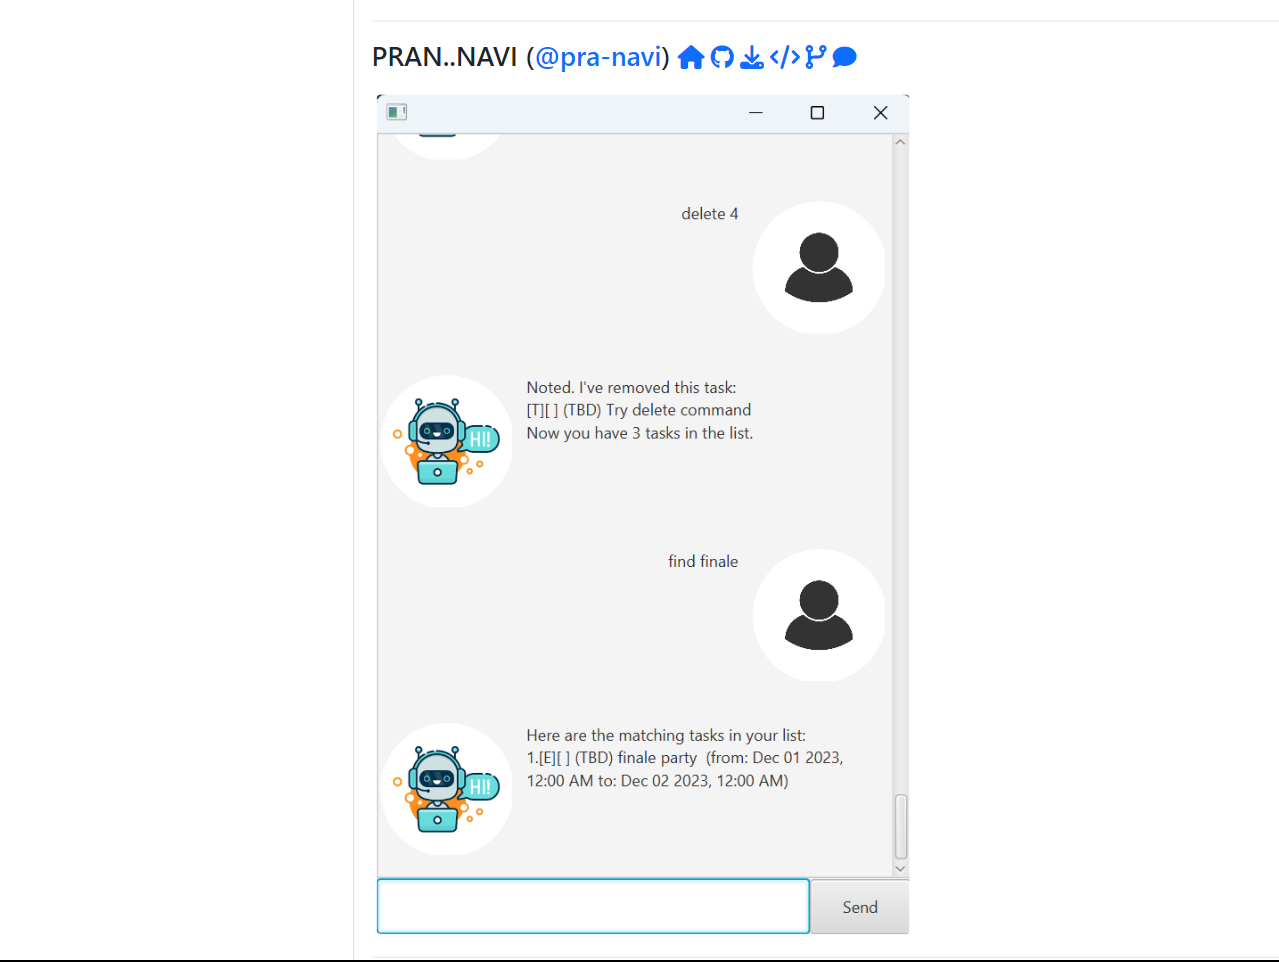 PRAN..NAVI (@pra-navi)
delete 4
Noted. I've removed this task:
[T][ ] (TBD) Try delete command
Now you have 3 tasks in the list.
HI!
find finale
Here are the matching tasks in your list:
1.[E][ ] (TBD) finale party  (from: Dec 01 2023,
12:00 AM to: Dec 02 2023, 12:00 AM)
HI!
Send